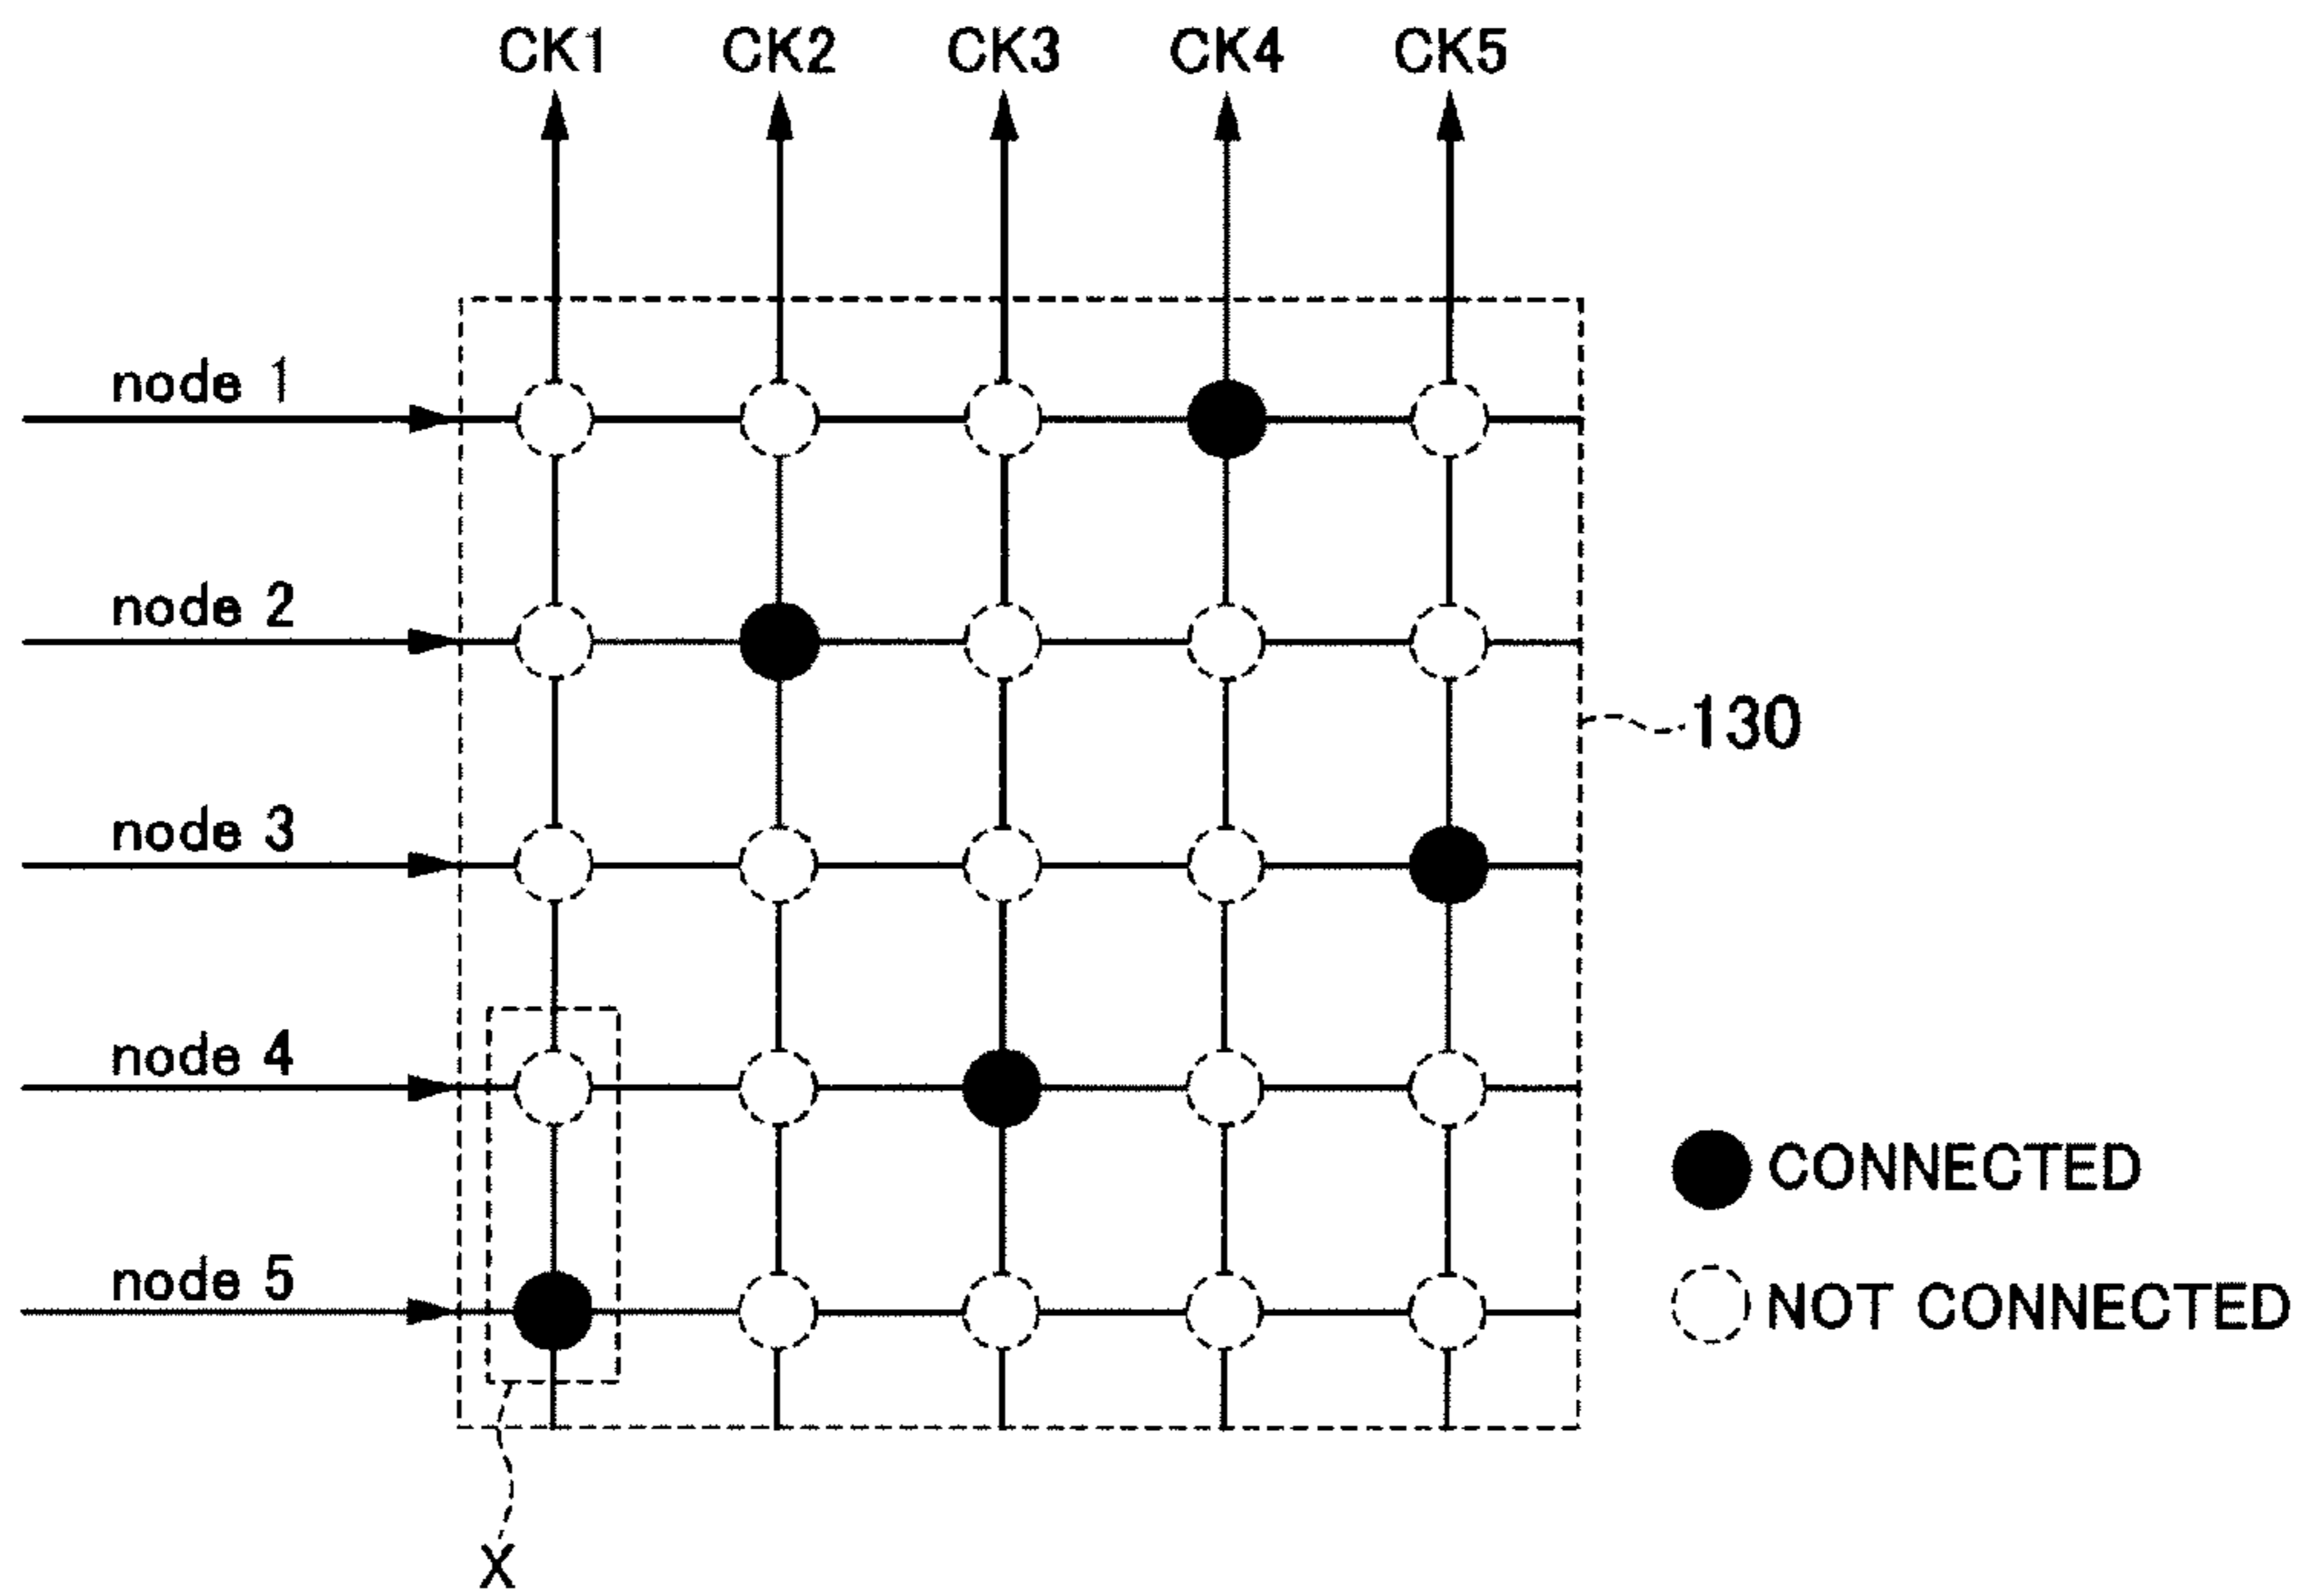 CK1 CK2 CK3 CK4 CK5
node 1
node 2
130
node 3
node 4
CONNECTED
node 5
NOT CONNECTED
X